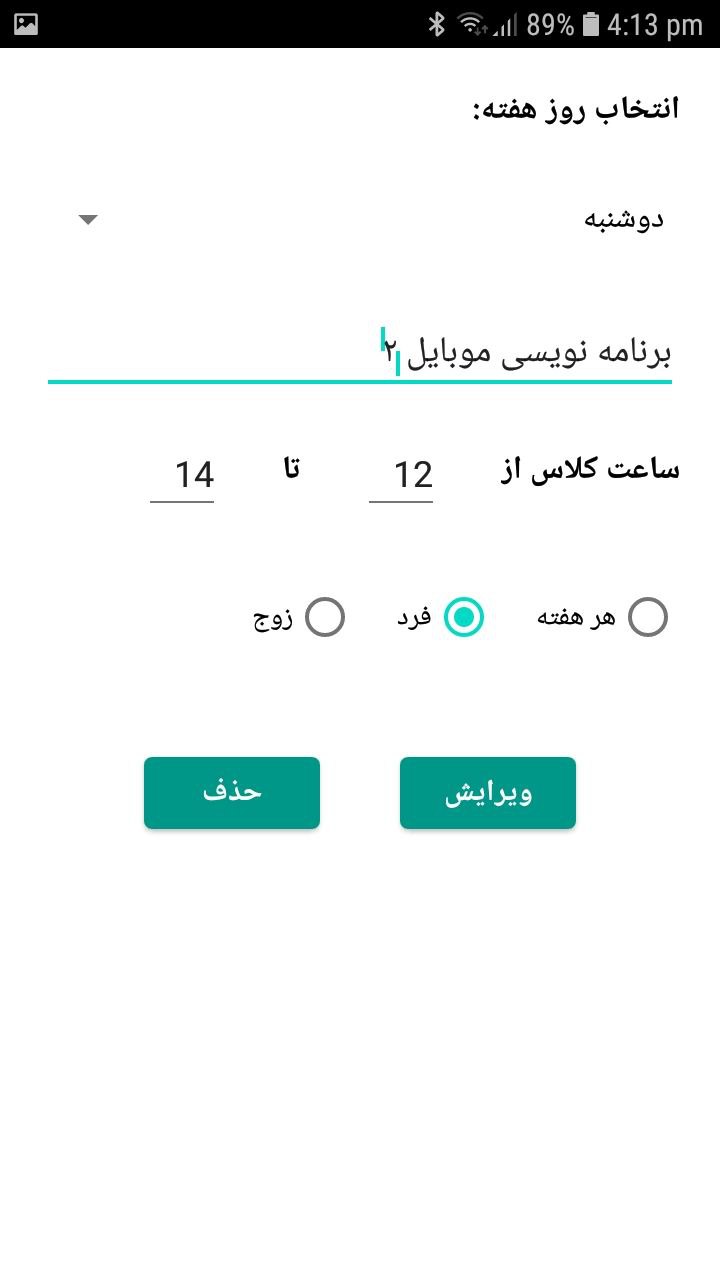 89% 4:13 pm
انتخاب روز هفته:
دوشنبه
برنامه نویسی موبایل ۲
ساعت کلاس از 12 تا 14
هر هفته فرد زوج
ویرایش حذف